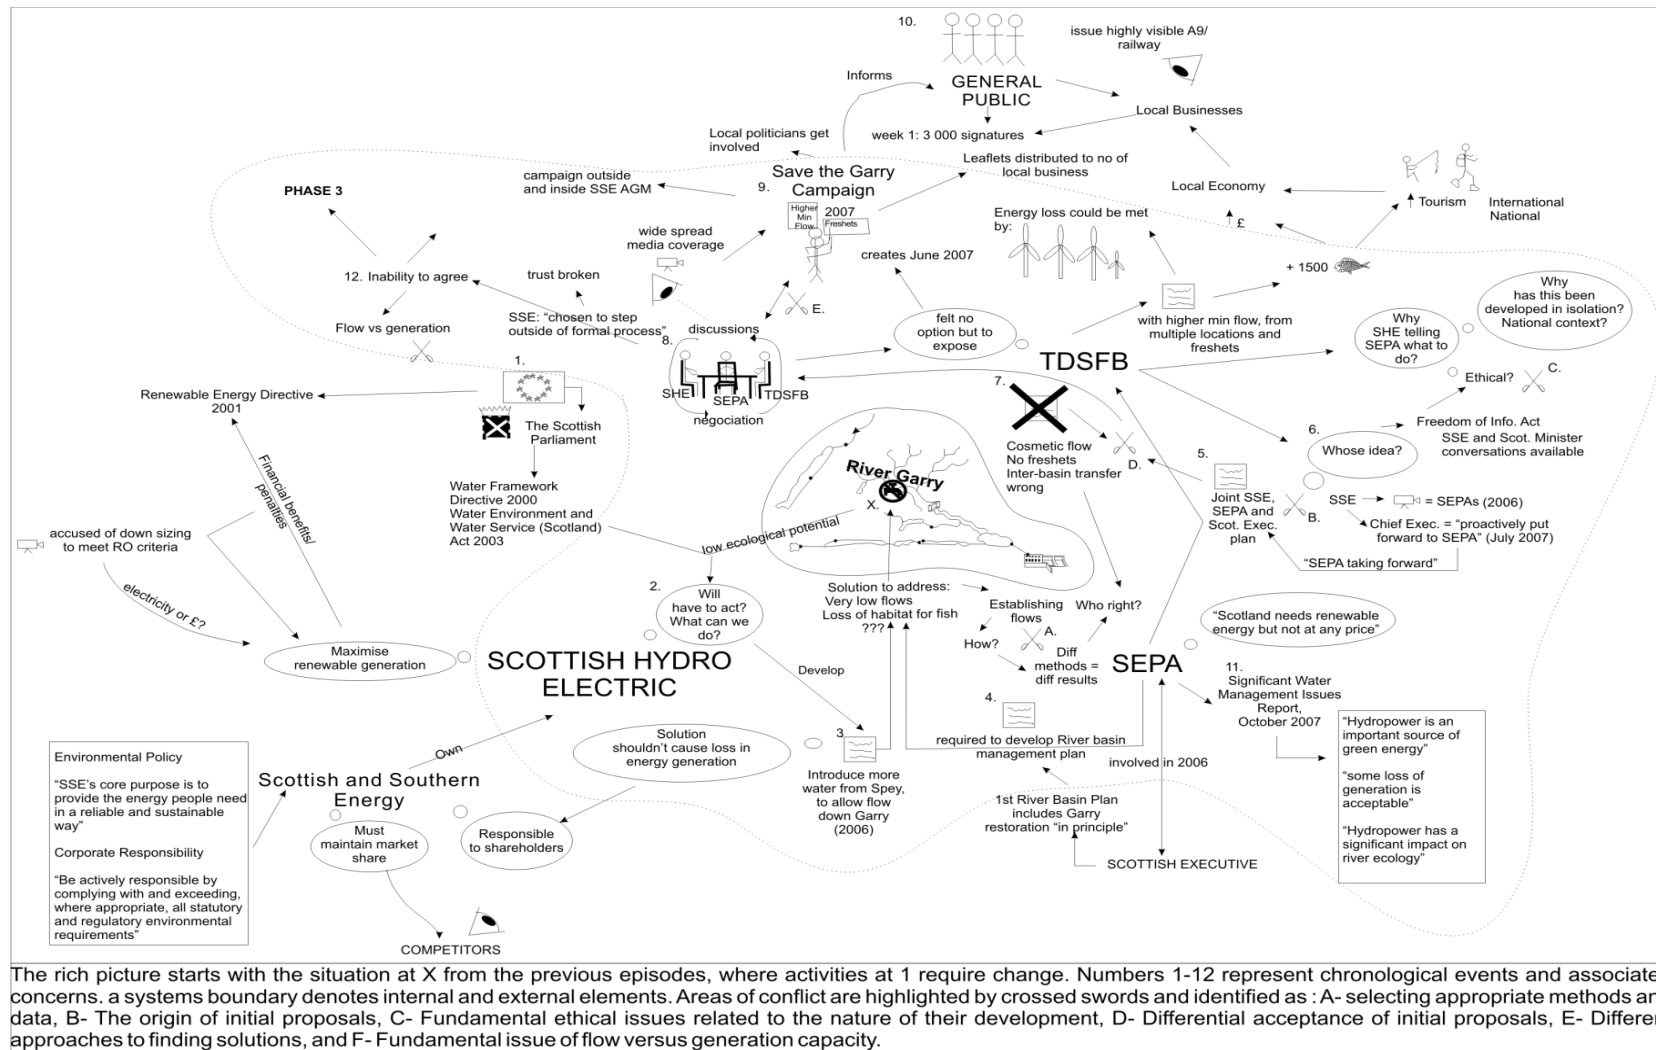 10.
issue highly visible A9/
railway
Informs
GENERAL
PUBLIC
Local Businesses
week 1: 3 000 signatures
Local politicians get
involved
Leaflets distributed to no of
local business
Save the Garry
Campaign
campaign outside
and inside SSE AGM
9.
PHASE 3
Higher
Min
Flow
2007
Freshets
Local Economy
Tourism
International
National
£
Energy loss could be met
by:
wide spread
media coverage
creates June 2007
+ 1500
12. Inability to agree
trust broken
E.
SSE: “chosen to step
outside of formal process”
Flow vs generation
8.
discussions
felt no
option but to
expose
with higher min flow, from
multiple locations and
freshets
Why
has this been
developed in isolation?
National context?
Why
SHE telling
SEPA what to
do?
TDSFB
1.
SHE
SEPA
TDSFB
negociation
7.
Ethical?
C.
Renewable Energy Directive
2001
The Scottish
Parliament
Freedom of Info. Act
SSE and Scot. Minister
conversations available
6.
Whose idea?
Cosmetic flow
No freshets
Inter-basin transfer
wrong
D.
5.
Joint SSE,
SEPA and
Scot. Exec.
plan
B.
SSE
= SEPAs (2006)
Chief Exec. = “proactively put
forward to SEPA” (July 2007)
“SEPA taking forward”
River Garry
X.
Financial benefits/
penalties
Water Framework
Directive 2000
Water Environment and
Water Service (Scotland)
Act 2003
low ecological potential
accused of down sizing
to meet RO criteria
electricity or £?
2.
Will
have to act?
What can we
do?
Solution to address:
Very low flows
Loss of habitat for fish
???
Establishing
flows
Who right?
How?
A.
Diff
methods =
diff results
“Scotland needs renewable
energy but not at any price”
Maximise
renewable generation
SCOTTISH HYDRO
ELECTRIC
Develop
SEPA
11.
Significant Water
Management Issues
Report,
October 2007
4.
required to develop River basin
management plan
Solution
shouldn’t cause loss in
energy generation
3
Own
involved in 2006
“Hydropower is an
important source of
green energy”
“some loss of
generation is
acceptable”
“Hydropower has a
significant impact on
river ecology”
Environmental Policy
“SSE’s core purpose is to
provide the energy people need
in a reliable and sustainable
way”
Corporate Responsibility
“Be actively responsible by
complying with and exceeding,
where appropriate, all statutory
and regulatory environmental
requirements”
Scottish and Southern
Energy
Introduce more
water from Spey,
to allow flow
down Garry
(2006)
1st River Basin Plan
includes Garry
restoration “in principle”
Must
maintain market
share
Responsible
to shareholders
SCOTTISH EXECUTIVE
COMPETITORS
The rich picture starts with the situation at X from the previous episodes, where activities at 1 require change. Numbers 1-12 represent chronological events and associate
concerns. a systems boundary denotes internal and external elements. Areas of conflict are highlighted by crossed swords and identified as : A- selecting appropriate methods an
data, B- The origin of initial proposals, C- Fundamental ethical issues related to the nature of their development, D- Differential acceptance of initial proposals, E- Differe
approaches to finding solutions, and F- Fundamental issue of flow versus generation capacity.